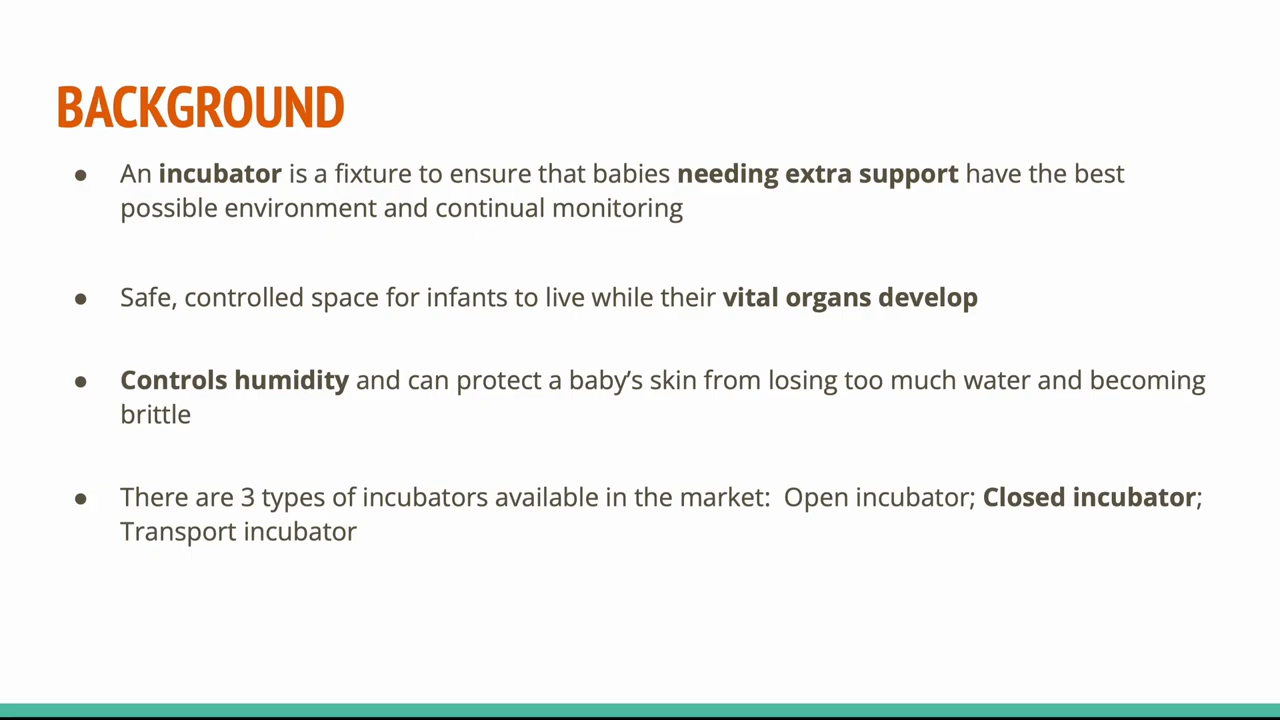 BACKGROUND
● An incubator is a fixture to ensure that babies needing extra support have the best
possible environment and continual monitoring
● Safe, controlled space for infants to live while their vital organs develop
● Controls humidity and can protect a baby’s skin from losing too much water and becoming
brittle
● There are 3 types of incubators available in the market:  Open incubator; Closed incubator;
Transport incubator